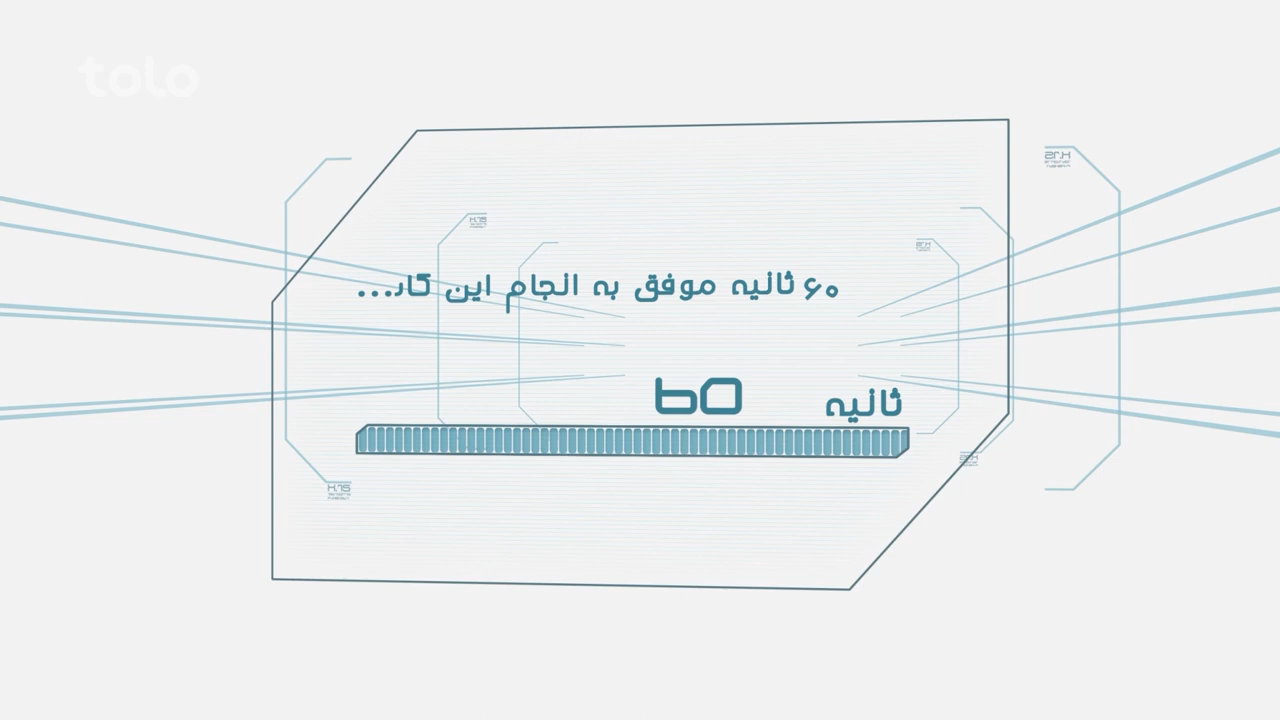 tolo
۶۰ ثانیه موفق به انجام این کار...
ثانیه
60